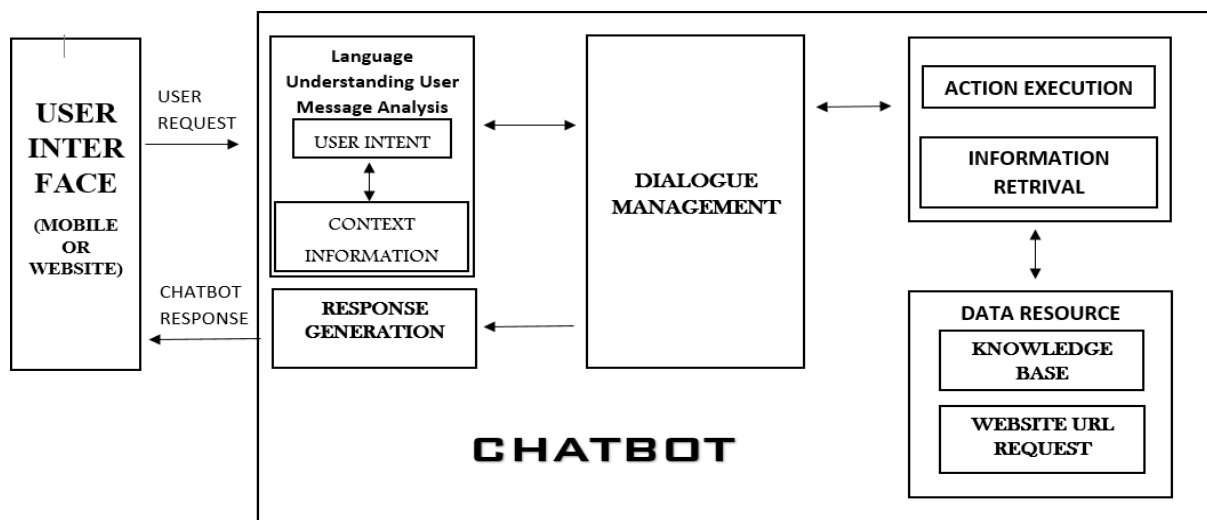 USER
INTER
FACE
(MOBILE
OR
WEBSITE)
USER
REQUEST
CHATBOT
RESPONSE
Language
Understanding User
Message Analysis
USER INTENT
CONTEXT
INFORMATION
RESPONSE
GENERATION
DIALOGUE
MANAGEMENT
ACTION EXECUTION
INFORMATION
RETRIVAL
DATA RESOURCE
KNOWLEDGE
BASE
WEBSITE URL
REQUEST
CHATBOT